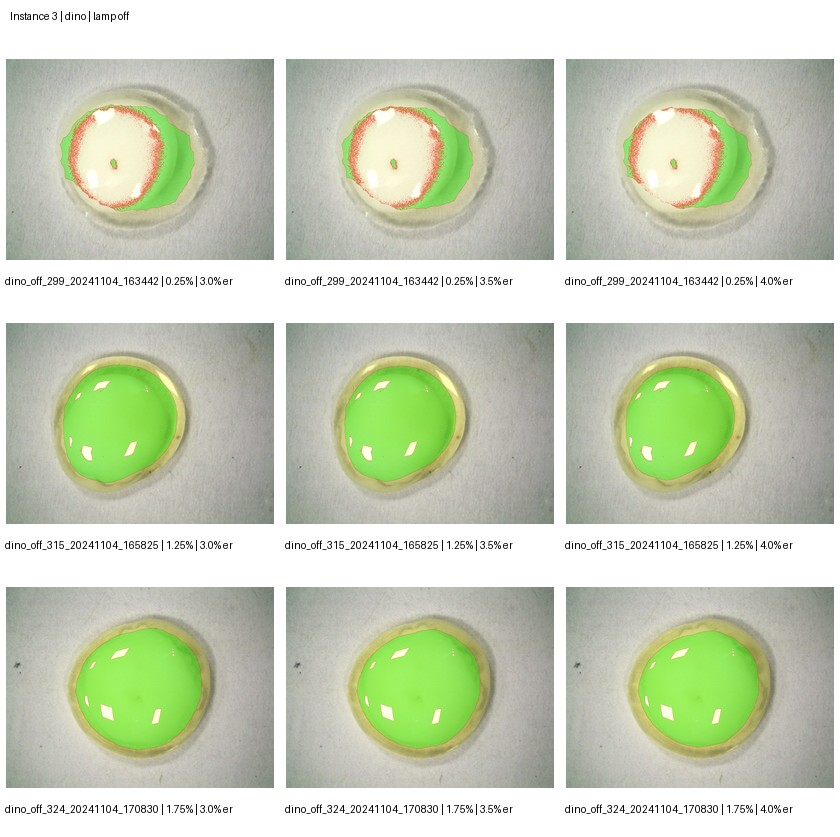 Instance 3 | dino | lamp off
dino_off_299_20241104_163442 | 0.25% | 3.0%er
dino_off_299_20241104_163442 | 0.25% | 3.5%er
dino_off_299_20241104_163442 | 0.25% | 4.0%er
dino_off_315_20241104_165825 | 1.25% | 3.0%er
dino_off_315_20241104_165825 | 1.25% | 3.5%er
dino_off_315_20241104_165825 | 1.25% | 4.0%er
dino_off_324_20241104_170830 | 1.75% | 3.0%er
dino_off_324_20241104_170830 | 1.75% | 3.5%er
dino_off_324_20241104_170830 | 1.75% | 4.0%er